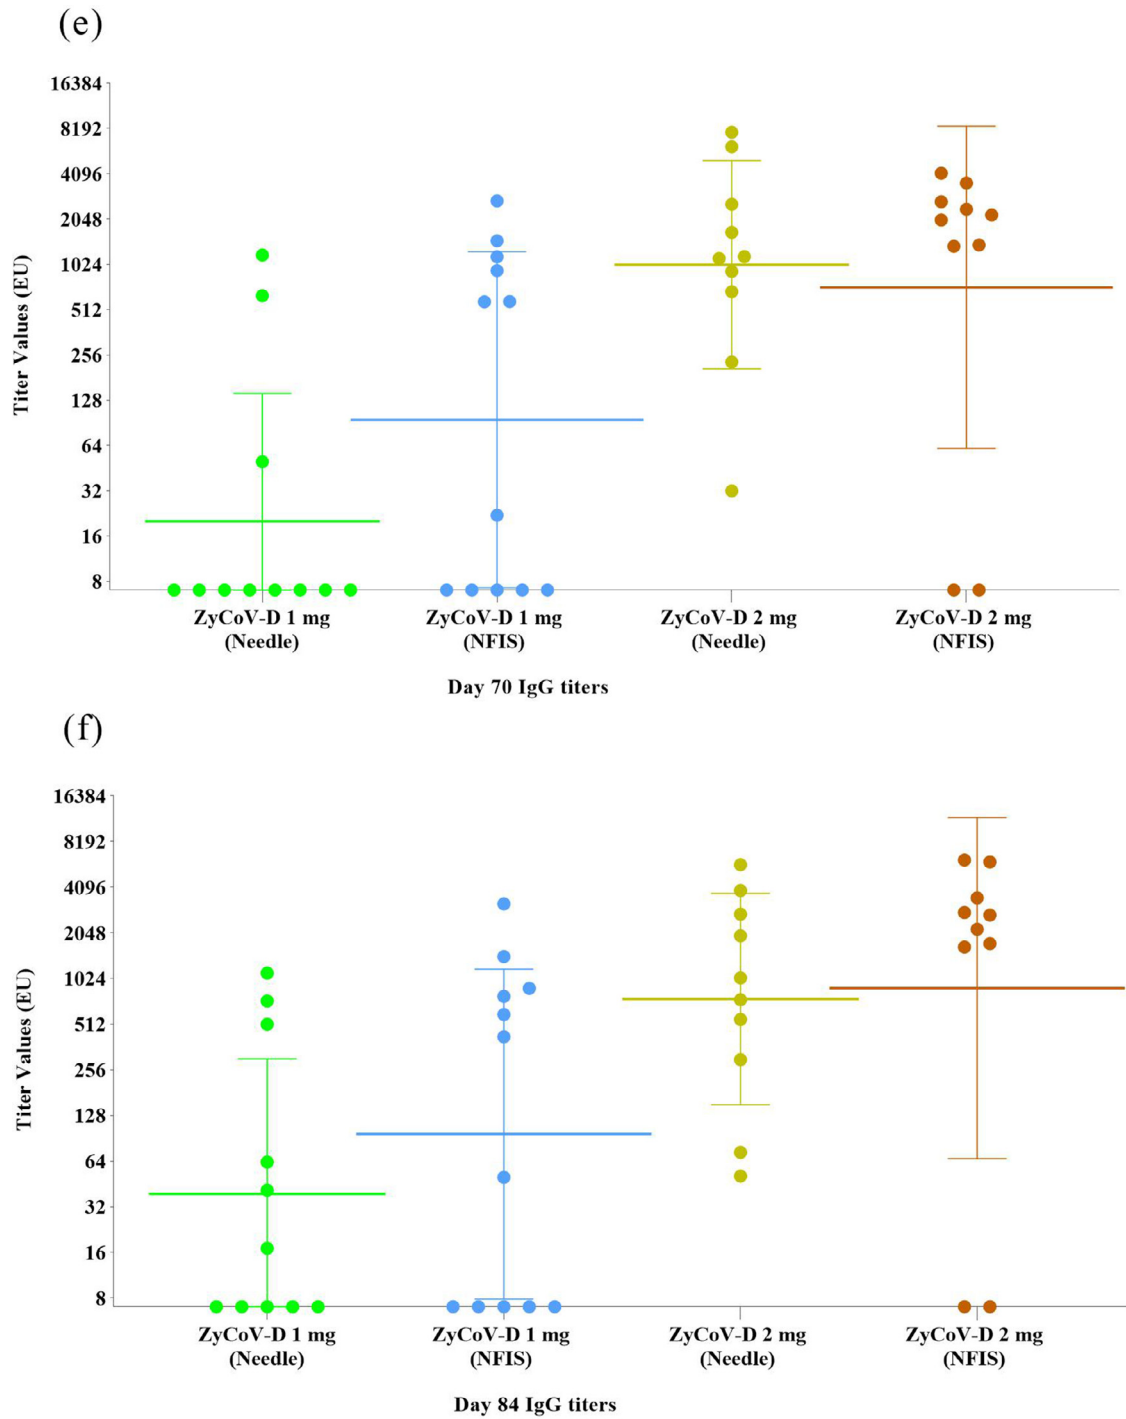 (e)
16384
8192
4096
2048
1024
512
256
128
64
32
16
8
Titer Values (EU)
ZyCoV-D 1 mg ZyCoV-D 1 mg ZyCoV-D 2 mg ZyCoV-D 2 mg
(Needle) (NFIS) (Needle) (NFIS)
Day 70 IgG titers
(f)
16384
8192
4096
2048
1024
512
256
128
64
32
16
8
Titer Values (EU)
ZyCoV-D 1 mg ZyCoV-D 1 mg ZyCoV-D 2 mg ZyCoV-D 2 mg
(Needle) (NFIS) (Needle) (NFIS)
Day 84 IgG titers